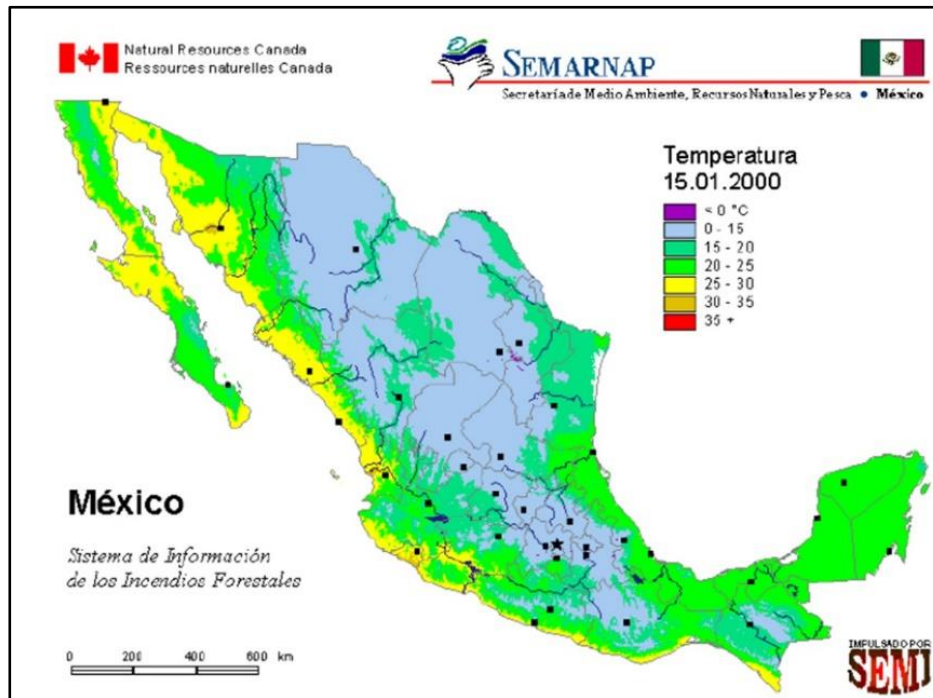 Natural Resources Canada
Ressources naturelles Canada
SEMARNAP
Secretaría de Medio Ambiente, Recursos Naturales y Pesca • México
Temperatura
15.01.2000
< 0 °C
0 - 15
15 - 20
20 - 25
25 - 30
30 - 35
35 +
México
Sistema de Información
de los Incendios Forestales
0 200 400 600 km
IMPULSADO POR
SEMI